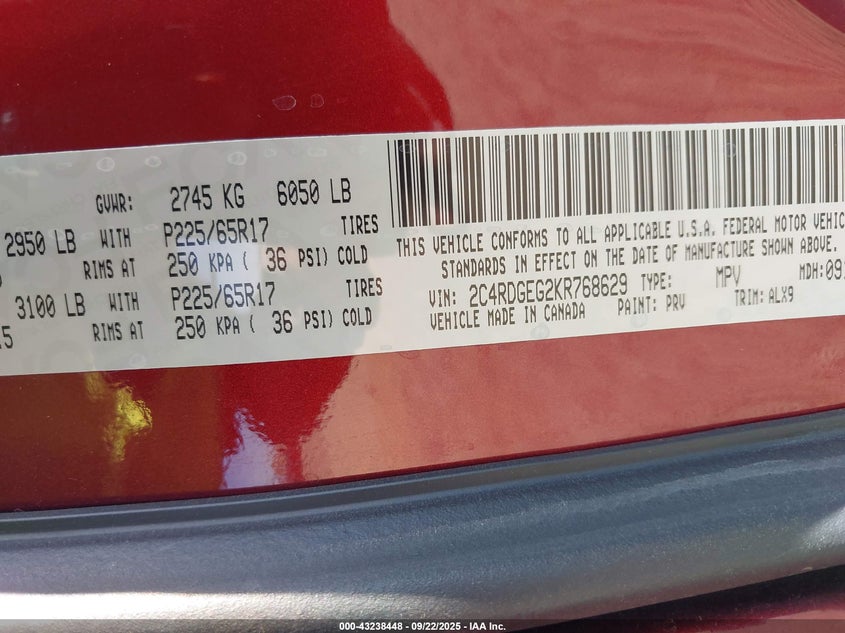 GVWR: 2745 KG 6050 LB
2950 LB WITH P225/65R17 TIRES
RIMS AT 250 KPA ( 36 PSI) COLD
3100 LB WITH P225/65R17 TIRES
RIMS AT 250 KPA ( 36 PSI) COLD
THIS VEHICLE CONFORMS TO ALL APPLICABLE U.S.A. FEDERAL MOTOR VEHIC
STANDARDS IN EFFECT ON THE DATE OF MANUFACTURE SHOWN ABOVE.
VIN: 2C4RDGEG2KR768629 TYPE: MPV MDH:091
VEHICLE MADE IN CANADA PAINT: PRV TRIM: ALX9
000-43238448 - 09/22/2025 - IAA Inc.